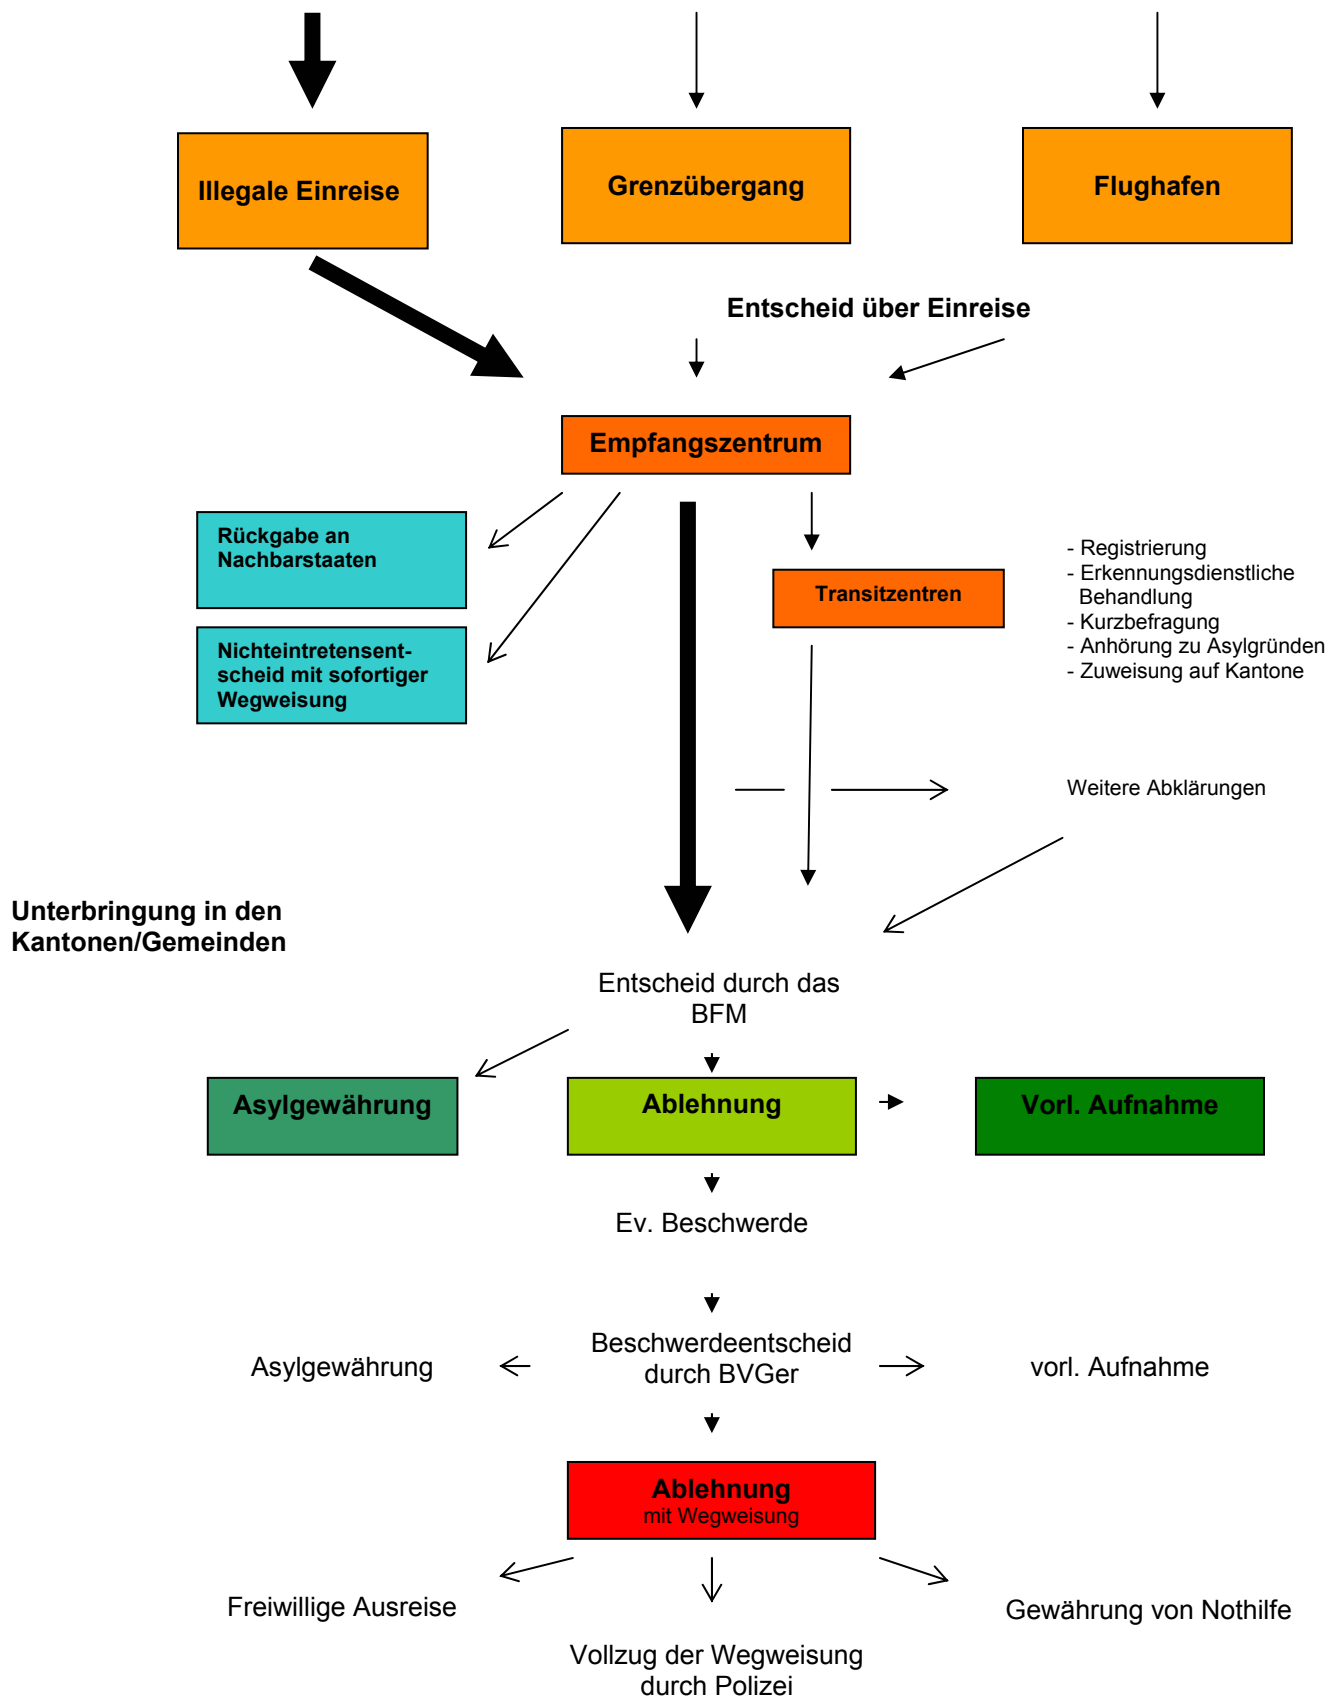 Illegale Einreise
Grenzübergang
Flughafen
Entscheid über Einreise
Empfangszentrum
Rückgabe an
Nachbarstaaten
Nichteintretensent-
scheid mit sofortiger
Wegweisung
Transitzentren
- Registrierung
- Erkennungsdienstliche
Behandlung
- Kurzbefragung
- Anhörung zu Asylgründen
- Zuweisung auf Kantone
Weitere Abklärungen
Unterbringung in den
Kantonen/Gemeinden
Entscheid durch das
BFM
Asylgewährung
Ablehnung
Vorl. Aufnahme
Ev. Beschwerde
Asylgewährung
Beschwerdeentscheid
durch BVGer
vorl. Aufnahme
Ablehnung
mit Wegweisung
Freiwillige Ausreise
Vollzug der Wegweisung
durch Polizei
Gewährung von Nothilfe